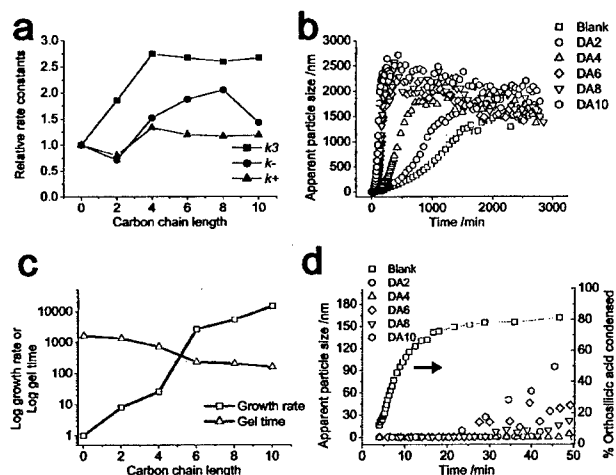 a
Relative rate constants
3.0
2.5
2.0
1.5
1.0
0.5
0.0
k3
k-
k+
0 2 4 6 8 10
Carbon chain length
b
Apparent particle size /nm
3000
2500
2000
1500
1000
500
0
0 1000 2000 3000
Time /min
Blank
DA2
DA4
DA6
DA8
DA10
c
Log growth rate or
Log gel time
10000
1000
100
10
1
Growth rate
Gel time
0 2 4 6 8 10
Carbon chain length
d
Blank
DA2
DA4
DA6
DA8
DA10
Apparent particle size /nm
180
150
120
90
60
30
0
0 10 20 30 40 50
Time /min
100
80
60
40
20
0
% Orthosilicic acid condensed